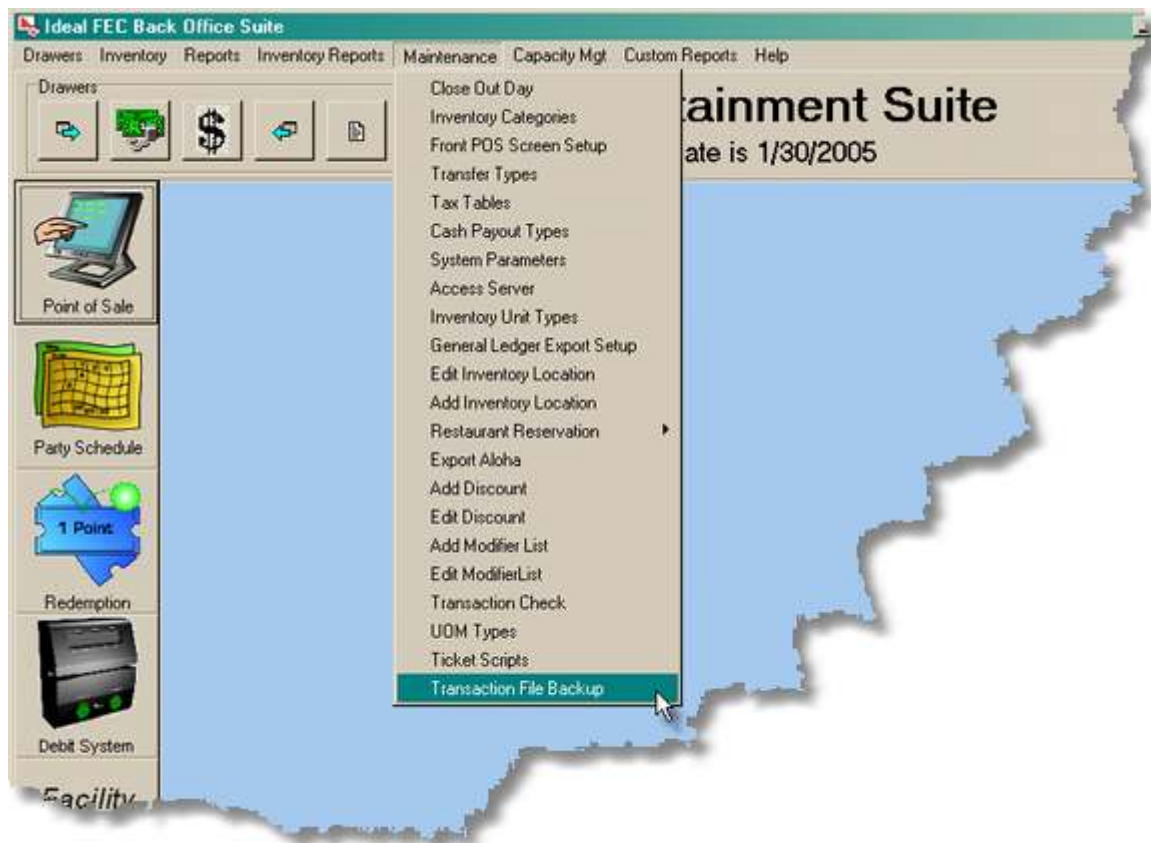 Ideal FEC Back Office Suite
Drawers Inventory Reports Inventory Reports Maintenance Capacity Mgt Custom Reports Help
Drawers
tainment Suite
ate is 1/30/2005
Close Out Day
Inventory Categories
Front POS Screen Setup
Transfer Types
Tax Tables
Cash Payout Types
System Parameters
Access Server
Inventory Unit Types
General Ledger Export Setup
Edit Inventory Location
Add Inventory Location
Restaurant Reservation
Export Aloha
Add Discount
Edit Discount
Add Modifier List
Edit ModifierList
Transaction Check
UOM Types
Ticket Scripts
Transaction File Backup
Point of Sale
Party Schedule
1 Point
Redemption
Debit System
Facility